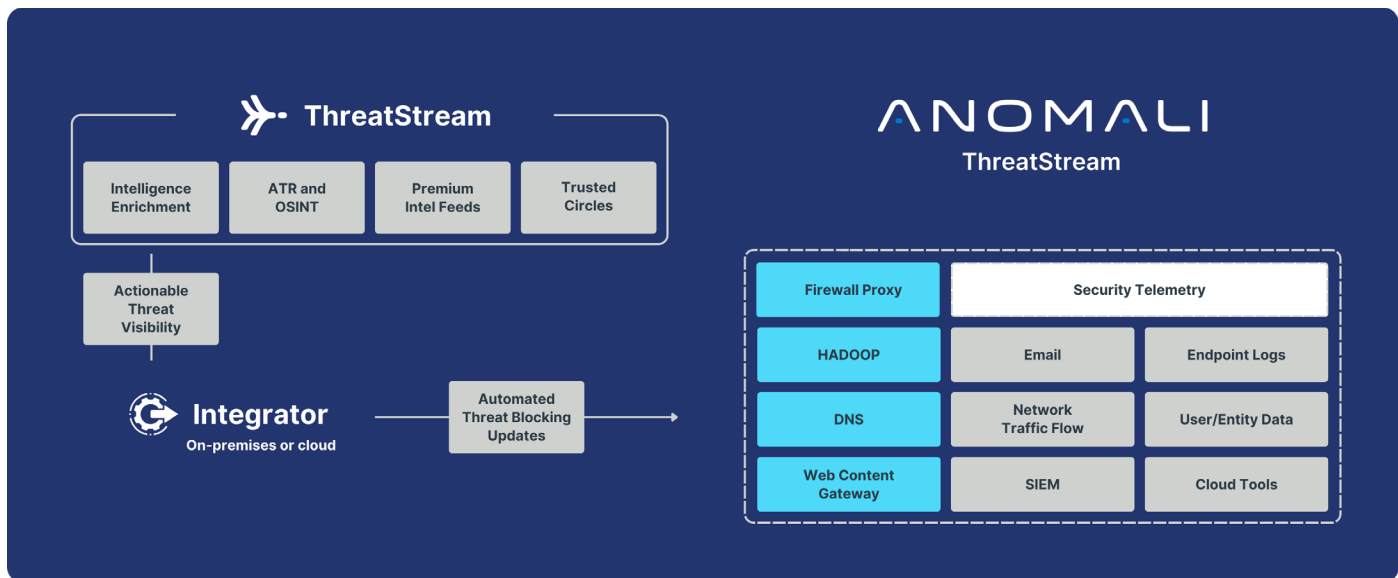 ThreatStream
Intelligence
Enrichment
ATR and
OSINT
Premium
Intel Feeds
Trusted
Circles
Actionable
Threat
Visibility
Integrator
On-premises or cloud
Automated
Threat Blocking
Updates
ANOMALI
ThreatStream
Firewall Proxy
Security Telemetry
HADOOP
Email
Endpoint Logs
DNS
Network
Traffic Flow
User/Entity Data
Web Content
Gateway
SIEM
Cloud Tools